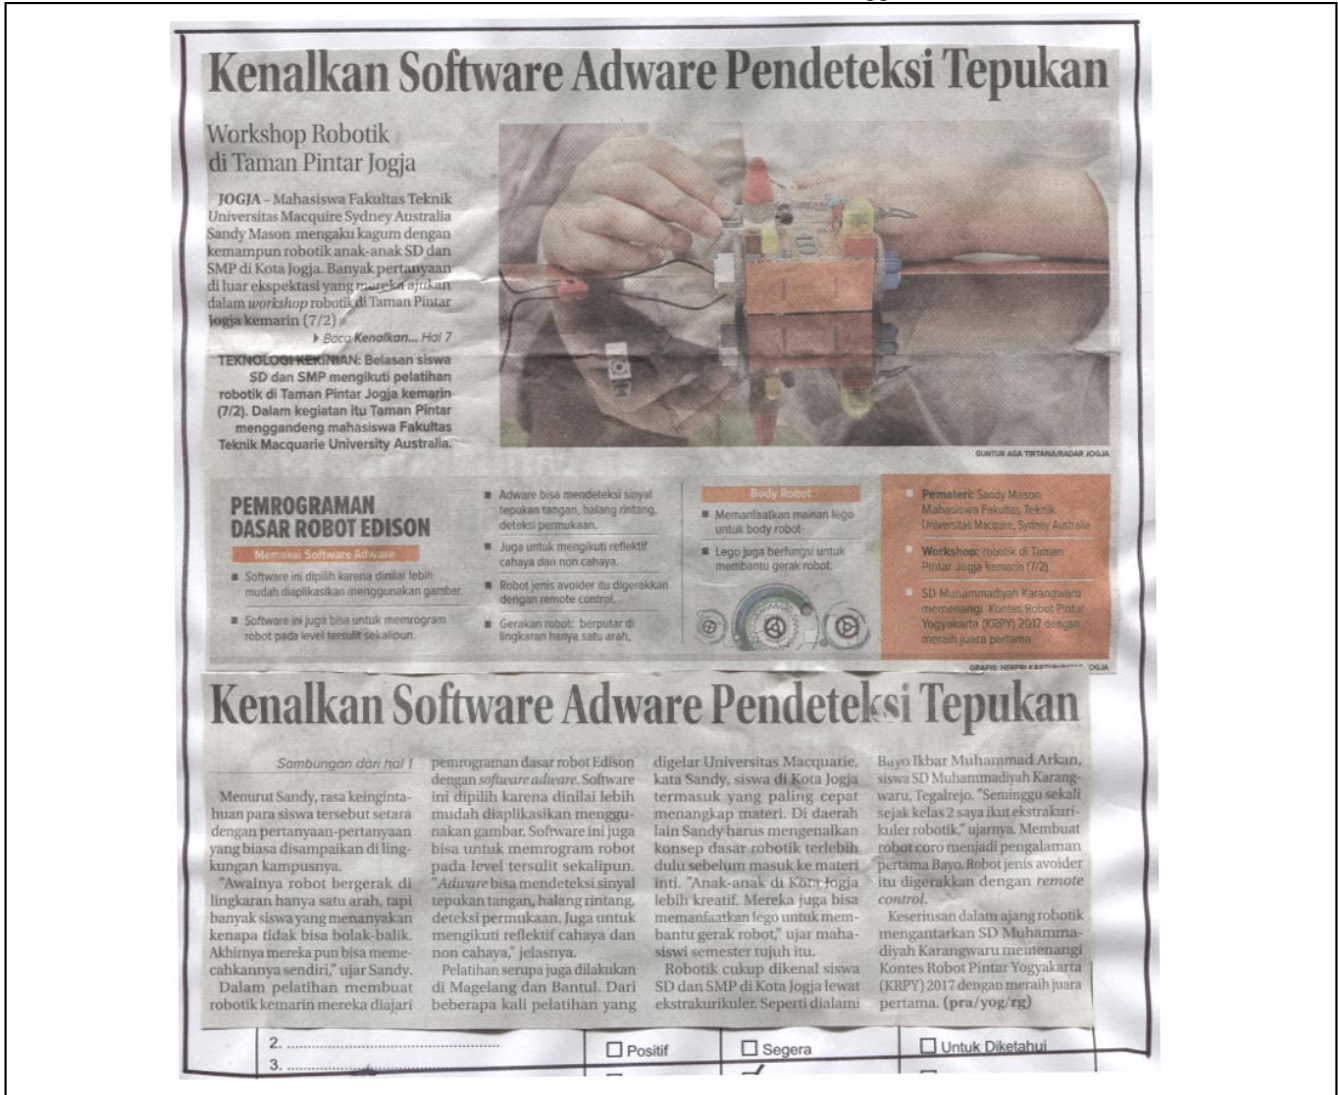 Kenalkan Software Adware Pendeteksi Tepukan
Workshop Robotik
di Taman Pintar Jogja
JOGJA – Mahasiswa Fakultas Teknik
Universitas Macquire Sydney Australia
Sandy Mason mengaku kagum dengan
kemampun robotik anak-anak SD dan
SMP di Kota Jogja. Banyak pertanyaan
di luar ekspektasi yang mereka ajukan
dalam workshop robotik di Taman Pintar
Jogja kemarin (7/2)
Baca Kenalkan... Hal 7
TEKNOLOGI KEKINIAN: Belasan siswa
SD dan SMP mengikuti pelatihan
robotik di Taman Pintar Jogja kemarin
(7/2). Dalam kegiatan itu Taman Pintar
menggandeng mahasiswa Fakultas
Teknik Macquarie University Australia.
GUNTUR AGA TIRTANA/RADAR JOGJA
PEMROGRAMAN
DASAR ROBOT EDISON
Memakai Software Adware
■ Software ini dipilih karena dinilai lebih
mudah diaplikasikan menggunakan gambar.
■ Software ini juga bisa untuk memrogram
robot pada level tersulit sekalipun.
■ Adware bisa mendeteksi sinyal
tepukan tangan, halang rintang,
deteksi permukaan.
■ Juga untuk mengikuti reflektif
cahaya dan non cahaya.
■ Robot jenis avoider itu digerakkan
dengan remote control.
■ Gerakan robot: berputar di
lingkaran hanya satu arah.
Body Robot
■ Memanfaatkan mainan lego
untuk body robot
■ Lego juga berfungsi untuk
membantu gerak robot.
■ Pemateri: Sandy Mason
Mahasiswa Fakultas Teknik
Universitas Macquire, Sydney Australia
■ Workshop: robotik di Taman
Pintar Jogja kemarin (7/2)
■ SD Muhammadiyah Karangwaru
memenangi Kontes Robot Pintar
Yogyakarta (KRPY) 2017 dengan
meraih juara pertama.
GRAFIS: HERPRI JOGJA
Kenalkan Software Adware Pendeteksi Tepukan
Sambungan dari hal 1
Menurut Sandy, rasa keinginta-
huan para siswa tersebut setara
dengan pertanyaan-pertanyaan
yang biasa disampaikan di ling-
kungan kampusnya.
"Awalnya robot bergerak di
lingkaran hanya satu arah, tapi
banyak siswa yang menanyakan
kenapa tidak bisa bolak-balik.
Akhirnya mereka pun bisa meme-
cahkannya sendiri," ujar Sandy.
Dalam pelatihan membuat
robotik kemarin mereka diajari
pemrograman dasar robot Edison
dengan software adware. Software
ini dipilih karena dinilai lebih
mudah diaplikasikan menggu-
nakan gambar. Software ini juga
bisa untuk memrogram robot
pada level tersulit sekalipun.
"Adware bisa mendeteksi sinyal
tepukan tangan, halang rintang,
deteksi permukaan. Juga untuk
mengikuti reflektif cahaya dan
non cahaya," jelasnya.
Pelatihan serupa juga dilakukan
di Magelang dan Bantul. Dari
beberapa kali pelatihan yang
digelar Universitas Macquarie,
kata Sandy, siswa di Kota Jogja
termasuk yang paling cepat
menangkap materi. Di daerah
lain Sandy harus mengenalkan
konsep dasar robotik terlebih
dulu sebelum masuk ke materi
inti. "Anak-anak di Kota Jogja
lebih kreatif. Mereka juga bisa
memanfaatkan lego untuk mem-
bantu gerak robot," ujar maha-
siswi semester tujuh itu.
Robotik cukup dikenal siswa
SD dan SMP di Kota Jogja lewat
ekstrakurikuler. Seperti dialami
Bayo Ikbar Muhammad Arkan,
siswa SD Muhammadiyah Karang-
waru, Tegalrejo. "Seminggu sekali
sejak kelas 2 saya ikut ekstrakuri-
kuler robotik," ujarnya. Membuat
robot coro menjadi pengalaman
pertama Bayo. Robot jenis avoider
itu digerakkan dengan remote
control.
Keseriusan dalam ajang robotik
mengantarkan SD Muhamma-
diyah Karangwaru memenangi
Kontes Robot Pintar Yogyakarta
(KRPY) 2017 dengan meraih juara
pertama. (pra/yog/rg)
2. ........................................
3. ........................................
☐ Positif
☐ Segera
☐ Untuk Diketahui